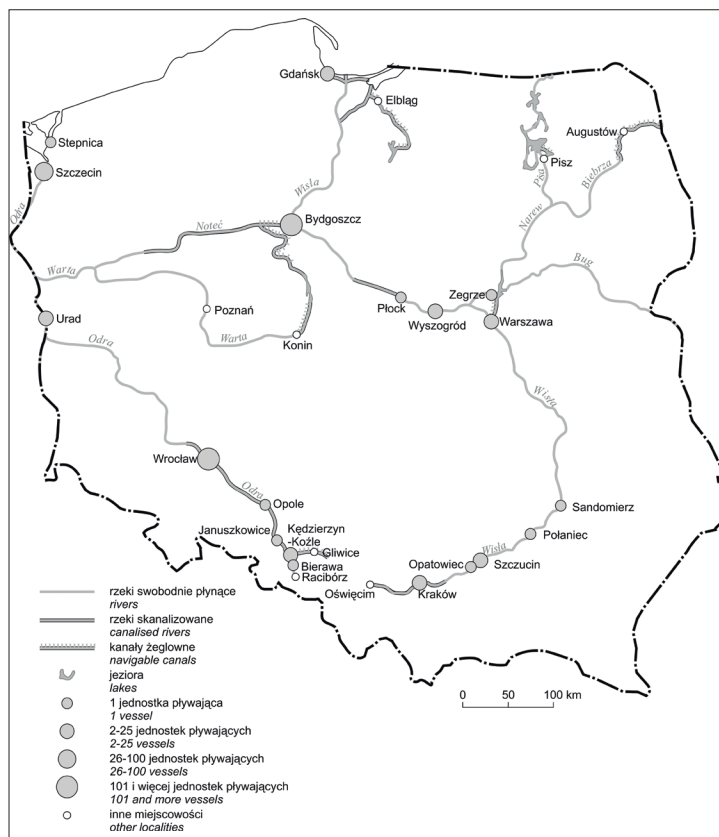 Gdańsk
Elbląg
Augustów
Stepnica
Szczecin
Pisz
Pisa
Biebrza
Odra
Wisła
Narew
Noteć
Bydgoszcz
Bug
Warta
Zegrze
Płock
Poznań
Urad
Wyszogród
Warszawa
Odra
Warta
Konin
Wisła
Wrocław
Odra
Opole
Sandomierz
Januszkowice
Kędzierzyn
-Koźle
Połaniec
Gliwice
Wisła
Opatowiec
Szczucin
Bierawa
Racibórz
Oświęcim
Kraków
rzeki swobodnie płynące
rivers
rzeki skanalizowane
canalised rivers
kanały żeglowne
navigable canals
jeziora
lakes
0 50 100 km
1 jednostka pływająca
1 vessel
2-25 jednostek pływających
2-25 vessels
26-100 jednostek pływających
26-100 vessels
101 i więcej jednostek pływających
101 and more vessels
inne miejscowości
other localities